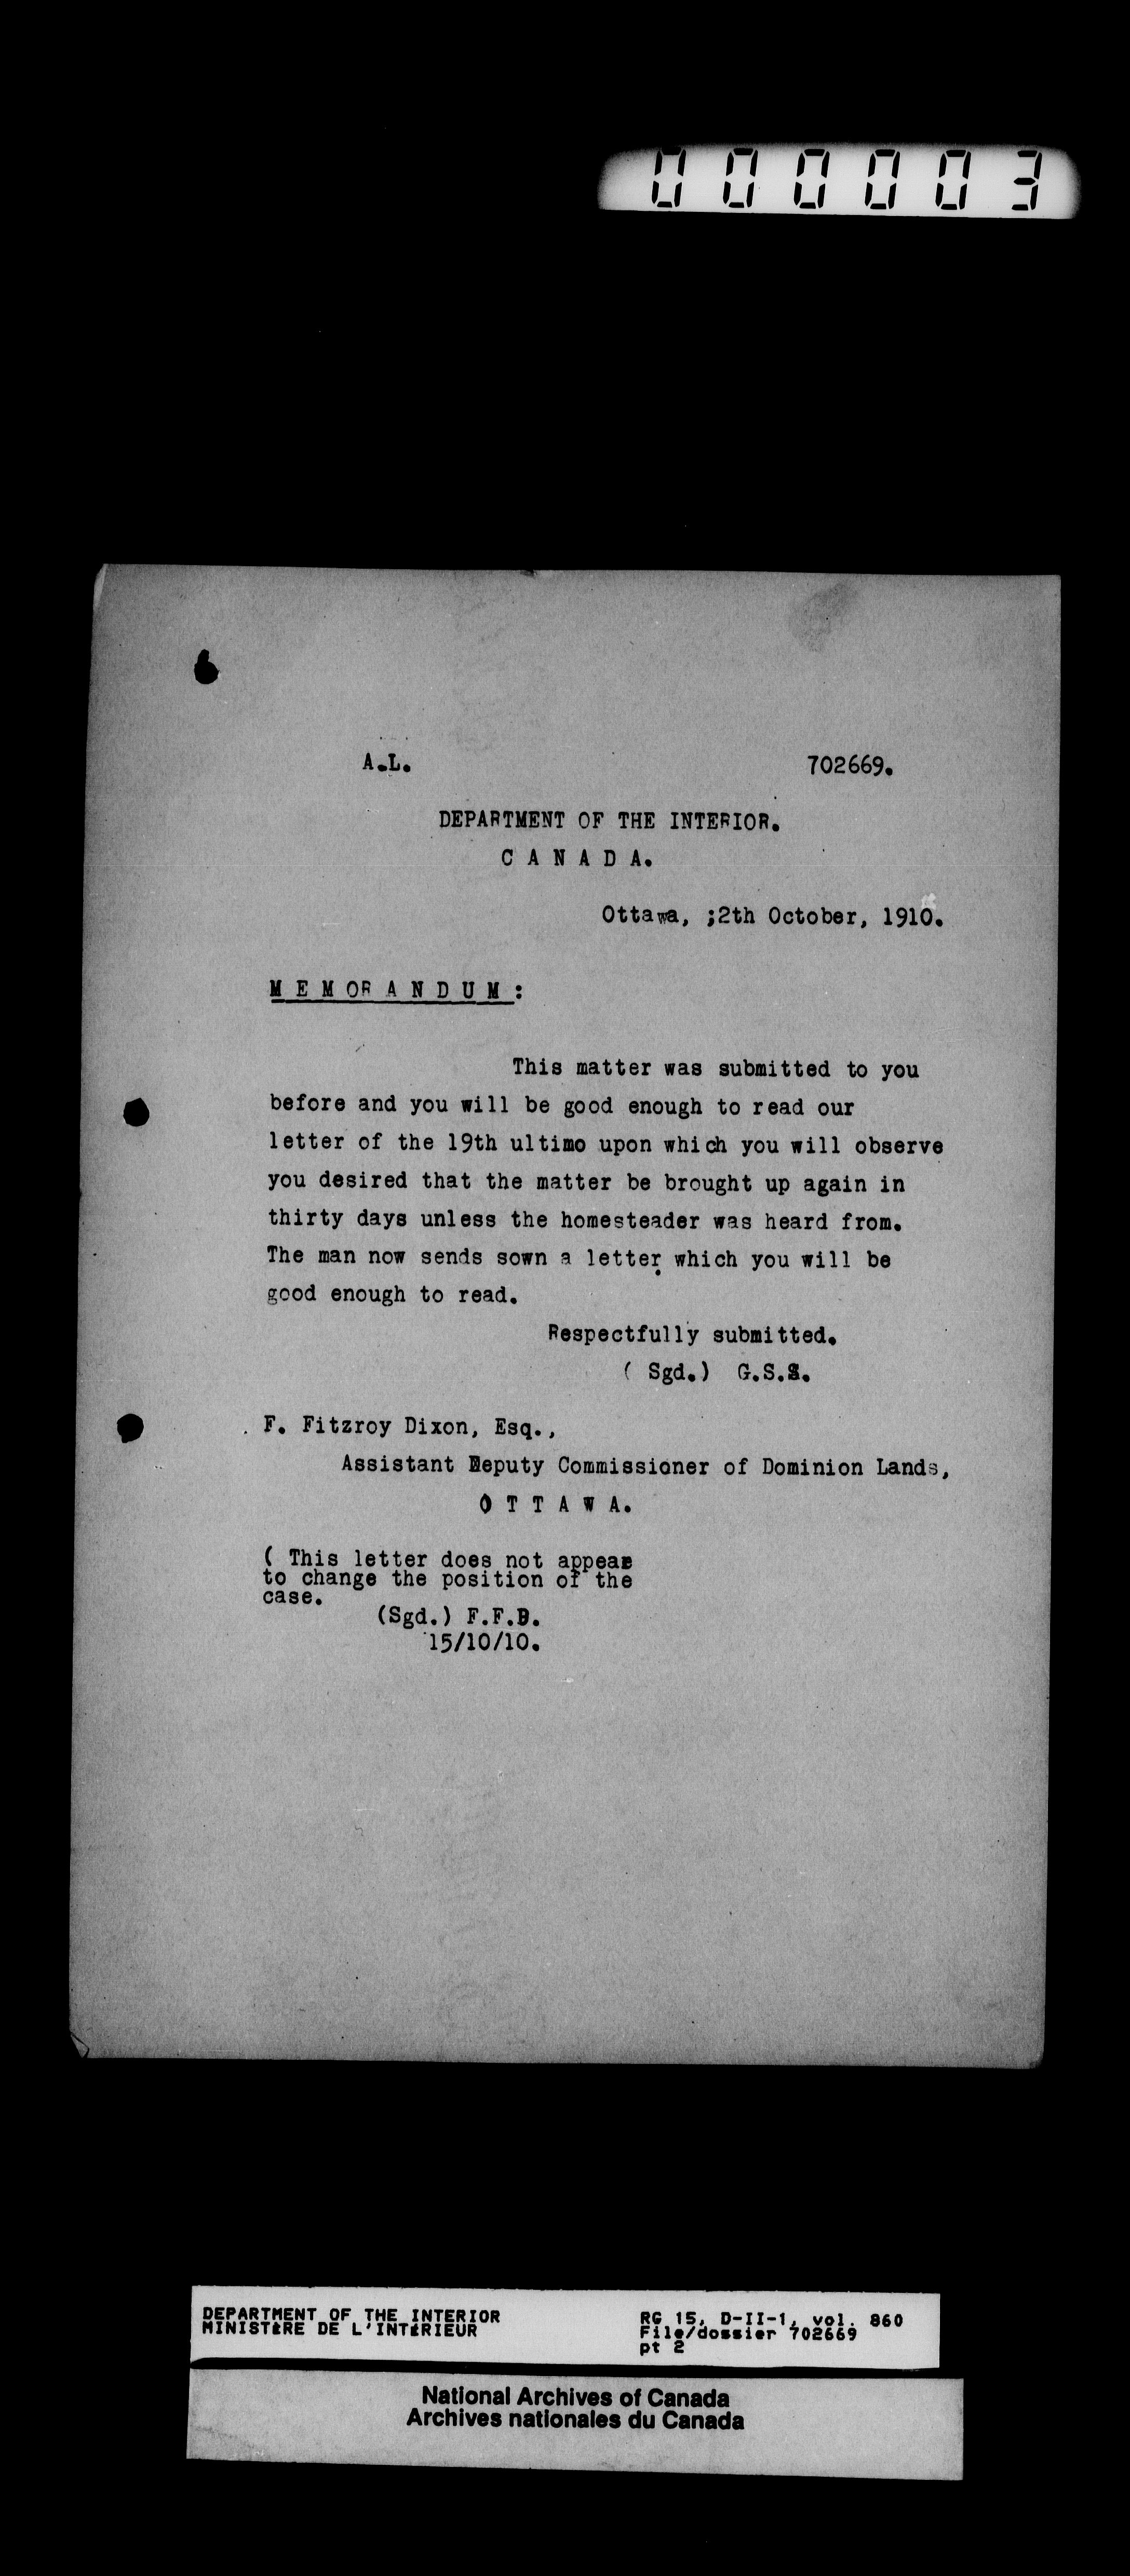 000003
A.L. 702669.
DEPARTMENT OF THE INTERIOR.
C A N A D A.
Ottawa, ;2th October, 1910.
M E M OR A N D U M :
This matter was submitted to you
before and you will be good enough to read our
letter of the 19th ultimo upon which you will observe
you desired that the matter be brought up again in
thirty days unless the homesteader was heard from.
The man now sends sown a letter which you will be
good enough to read.
Respectfully submitted.
( Sgd.) G.S.S.
F. Fitzroy Dixon, Esq.,
Assistant Deputy Commissioner of Dominion Lands,
O T T A W A.
( This letter does not appear
to change the position of the
case.
(Sgd.) F.F.D.
15/10/10.
DEPARTMENT OF THE INTERIOR RG 15, D-II-1, vol. 860
MINISTÈRE DE L'INTÉRIEUR File/dossier 702669
pt 2
National Archives of Canada
Archives nationales du Canada